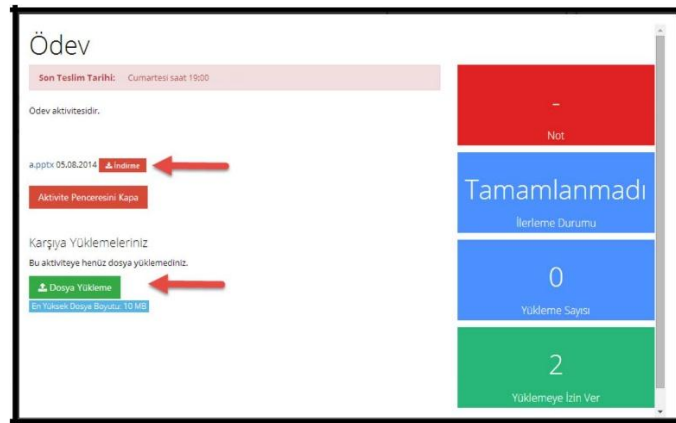 Ödev
Son Teslim Tarihi: Cumartesi saat 19:00
Ödev aktivitesidir.
a.pptx 05.08.2014 İndirme
Aktivite Penceresini Kapa
Karşıya Yüklemeleriniz
Bu aktiviteye henüz dosya yüklemediniz.
Dosya Yükleme
En Yüksek Dosya Boyutu: 10 MB
-
Not
Tamamlanmadı
İlerleme Durumu
0
Yükleme Sayısı
2
Yüklemeye İzin Ver